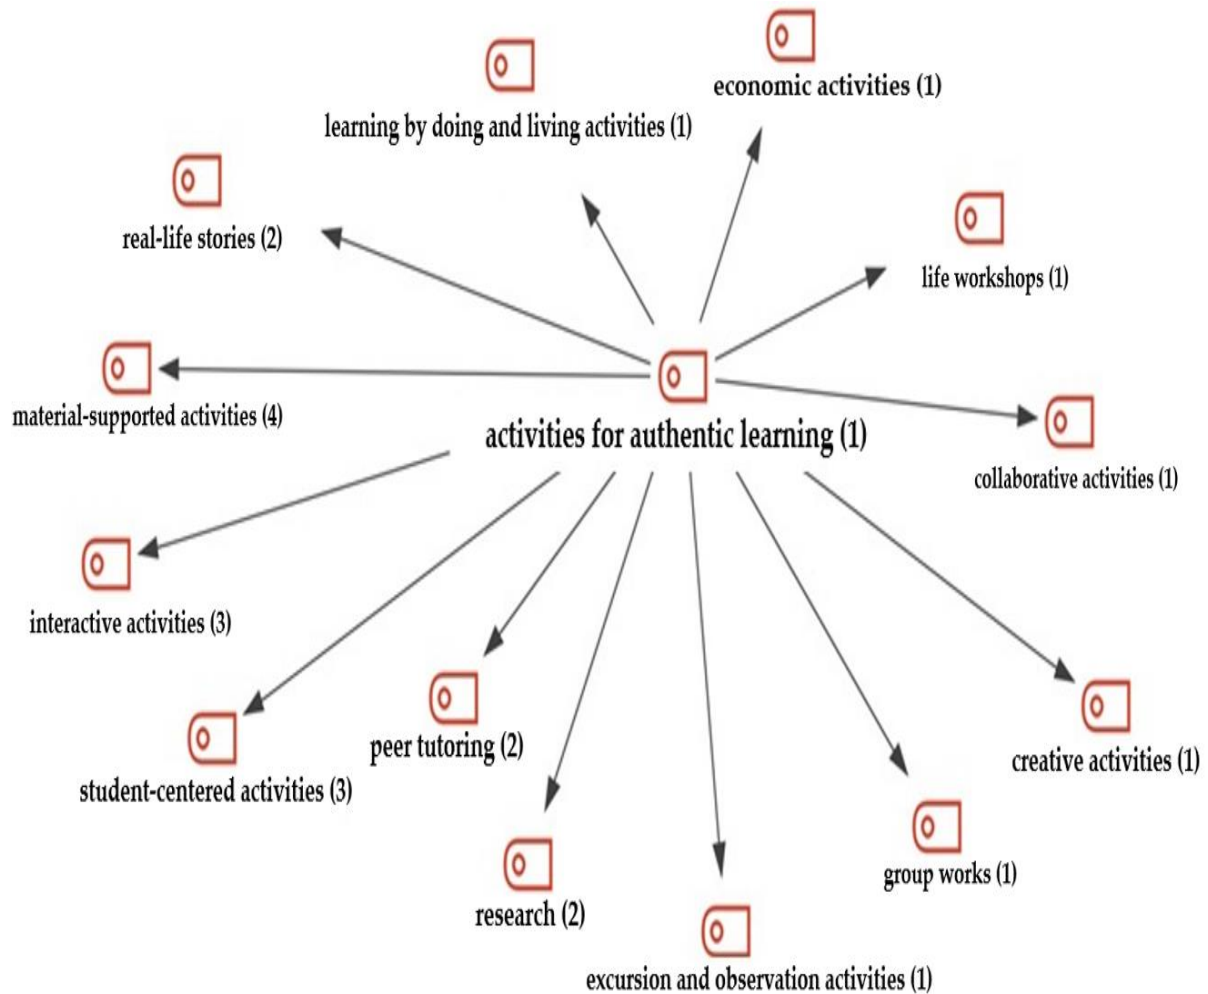 economic activities (1)
learning by doing and living activities (1)
real-life stories (2)
life workshops (1)
material-supported activities (4)
activities for authentic learning (1)
collaborative activities (1)
interactive activities (3)
peer tutoring (2)
creative activities (1)
student-centered activities (3)
group works (1)
research (2)
excursion and observation activities (1)